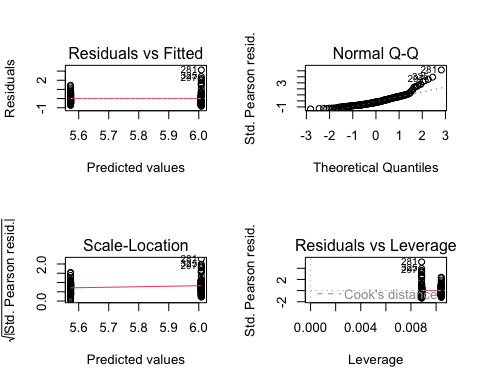 Residuals vs Fitted
Residuals
2
-1
281
5.6 5.7 5.8 5.9 6.0
Predicted values
Normal Q-Q
Std. Pearson resid.
3
-1
281
-3 -2 -1 0 1 2 3
Theoretical Quantiles
Scale-Location
√|Std. Pearson resid.|
2.0
0.0
281
5.6 5.7 5.8 5.9 6.0
Predicted values
Residuals vs Leverage
Std. Pearson resid.
2
-2
281
Cook's distance
0.000 0.004 0.008
Leverage